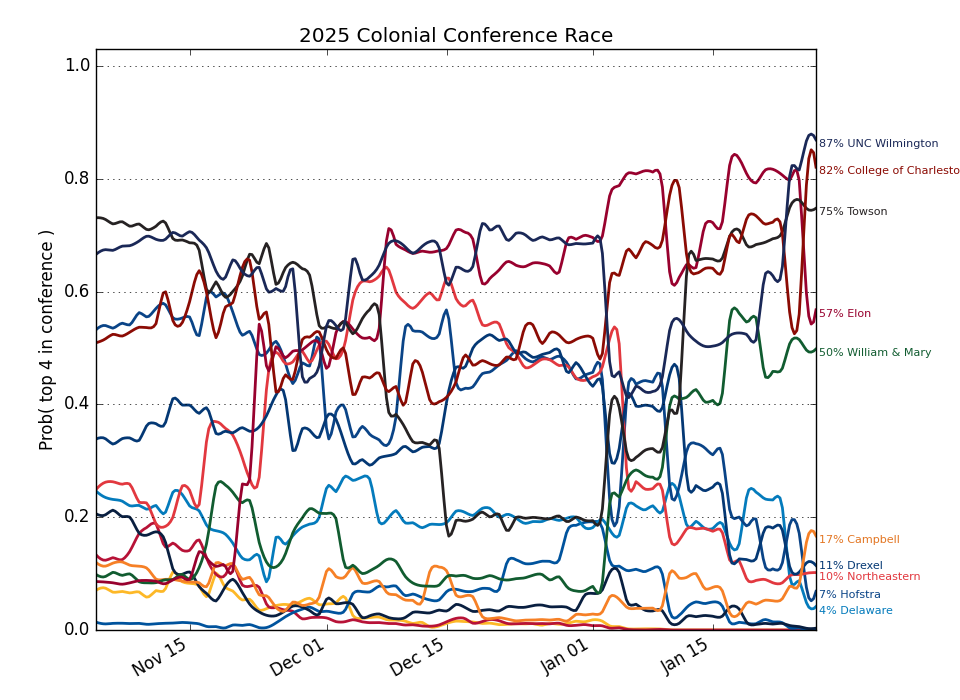 2025 Colonial Conference Race
Prob( top 4 in conference )
1.0
0.8
0.6
0.4
0.2
0.0
Nov 15
Dec 01
Dec 15
Jan 01
Jan 15
87% UNC Wilmington
82% College of Charlesto
75% Towson
57% Elon
50% William & Mary
17% Campbell
11% Drexel
10% Northeastern
7% Hofstra
4% Delaware